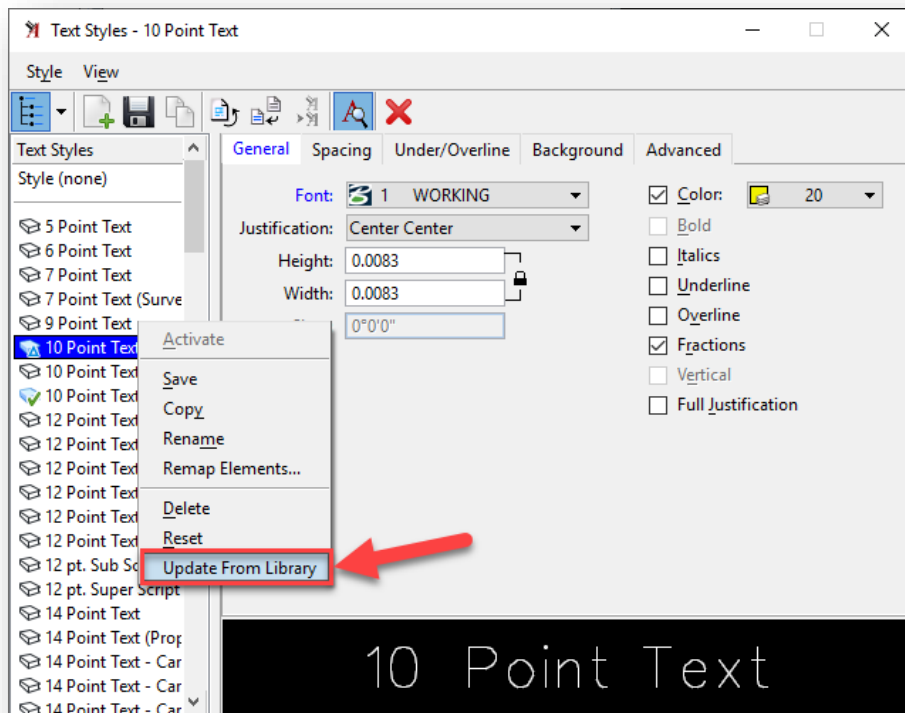 Text Styles - 10 Point Text
Style View
Text Styles
Style (none)
5 Point Text
6 Point Text
7 Point Text
7 Point Text (Surve
9 Point Text
10 Point Text
10 Point Text
10 Point Text
12 Point Text
12 Point Text
12 Point Text
12 Point Text
12 Point Text
12 Point Text
12 pt. Sub Sc
12 pt. Super Script
14 Point Text
14 Point Text (Prop
14 Point Text - Car
14 Point Text - Car
14 Point Text - Car
Activate
Save
Copy
Rename
Remap Elements...
Delete
Reset
Update From Library
General Spacing Under/Overline Background Advanced
Font: 1 WORKING
Justification: Center Center
Height: 0.0083
Width: 0.0083
0°0'0"
Color: 20
Bold
Italics
Underline
Overline
Fractions
Vertical
Full Justification
10 Point Text